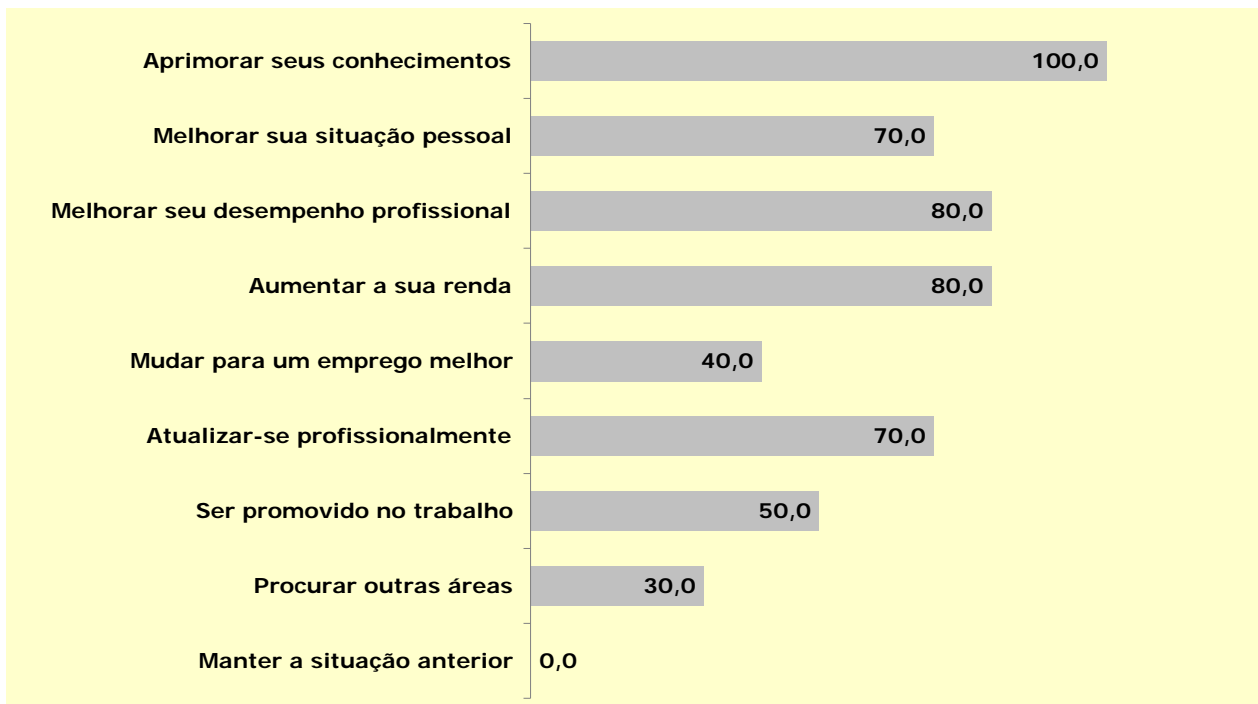 Aprimorar seus conhecimentos 100,0
Melhorar sua situação pessoal 70,0
Melhorar seu desempenho profissional 80,0
Aumentar a sua renda 80,0
Mudar para um emprego melhor 40,0
Atualizar-se profissionalmente 70,0
Ser promovido no trabalho 50,0
Procurar outras áreas 30,0
Manter a situação anterior 0,0